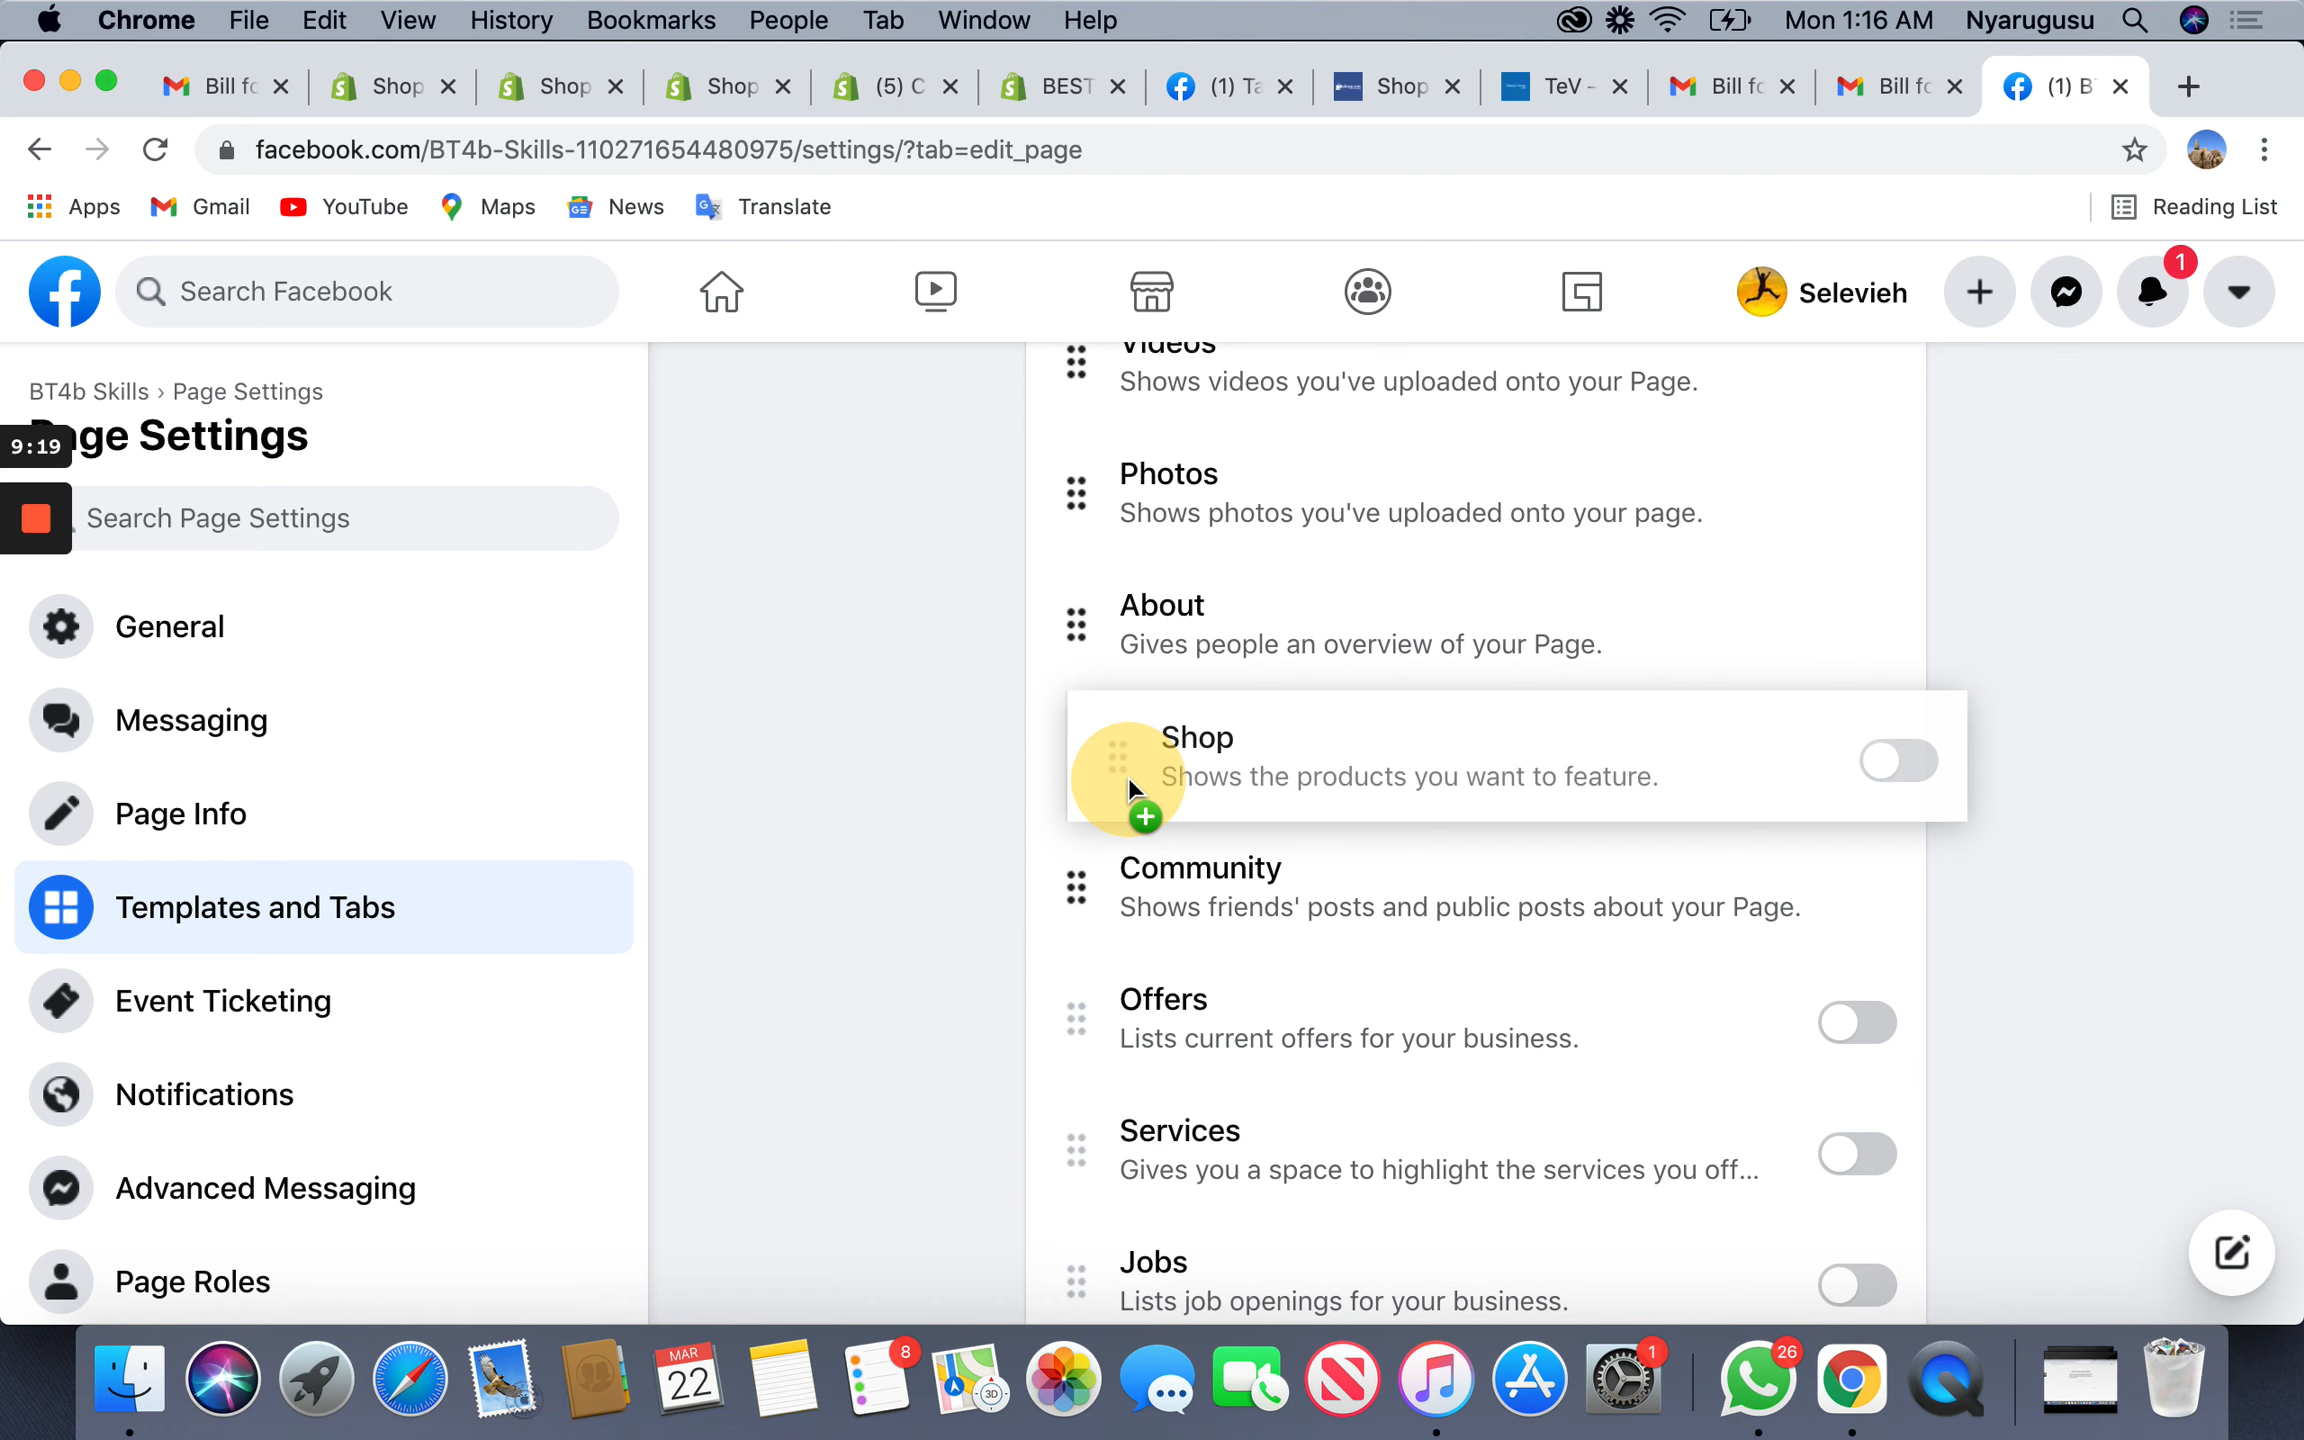 Chrome File Edit View History Bookmarks People Tab Window Help Mon 1:16 AM Nyarugusu
Bill fo Shop Shop Shop (5) C BEST (1) Ta Shop TeV - Bill fo Bill fo (1) B
facebook.com/BT4b-Skills-110271654480975/settings/?tab=edit_page
Apps Gmail YouTube Maps News Translate Reading List
Search Facebook
Selevieh
1
BT4b Skills › Page Settings
age Settings
9:19
Search Page Settings
General
Messaging
Page Info
Templates and Tabs
Event Ticketing
Notifications
Advanced Messaging
Page Roles
Videos
Shows videos you've uploaded onto your Page.
Photos
Shows photos you've uploaded onto your page.
About
Gives people an overview of your Page.
Shop
Shows the products you want to feature.
Community
Shows friends' posts and public posts about your Page.
Offers
Lists current offers for your business.
Services
Gives you a space to highlight the services you off...
Jobs
Lists job openings for your business.
MAR
22
8
3D
1
26